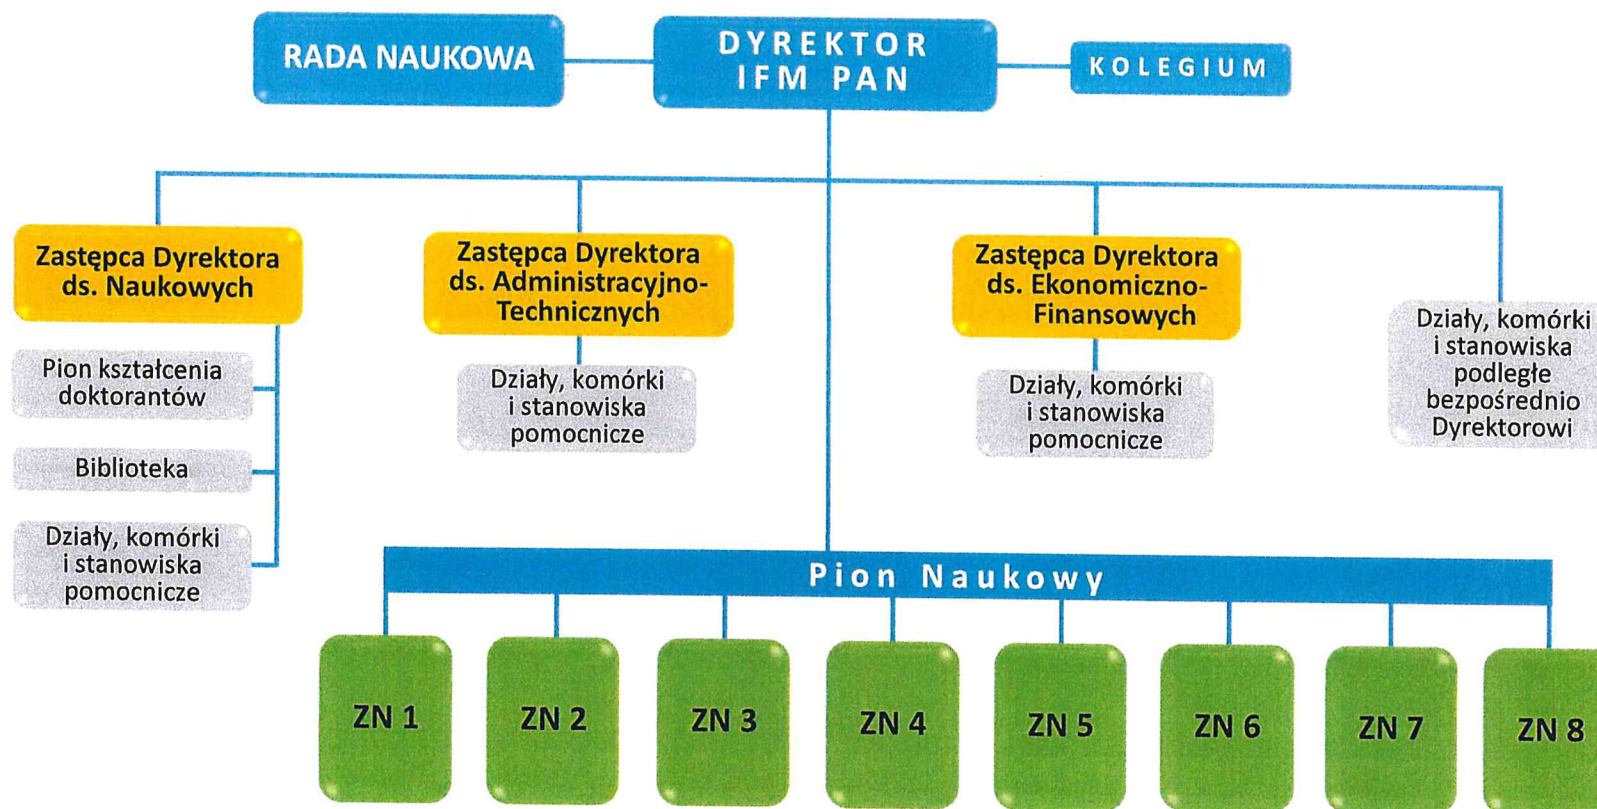 RADA NAUKOWA
DYREKTOR
IFM PAN
KOLEGIUM
Zastępca Dyrektora
ds. Naukowych
Zastępca Dyrektora
ds. Administracyjno-
Technicznych
Zastępca Dyrektora
ds. Ekonomiczno-
Finansowych
Działy, komórki
i stanowiska
podległe
bezpośrednio
Dyrektorowi
Pion kształcenia
doktorantów
Biblioteka
Działy, komórki
i stanowiska
pomocnicze
Działy, komórki
i stanowiska
pomocnicze
Działy, komórki
i stanowiska
pomocnicze
Pion Naukowy
ZN 1
ZN 2
ZN 3
ZN 4
ZN 5
ZN 6
ZN 7
ZN 8